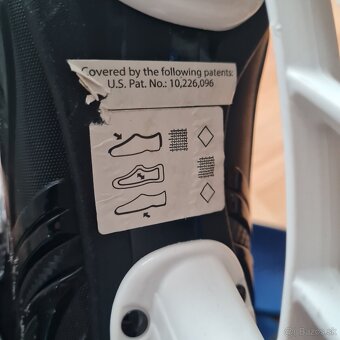 Covered by the following patents:
U.S. Pat. No.: 10,226,096